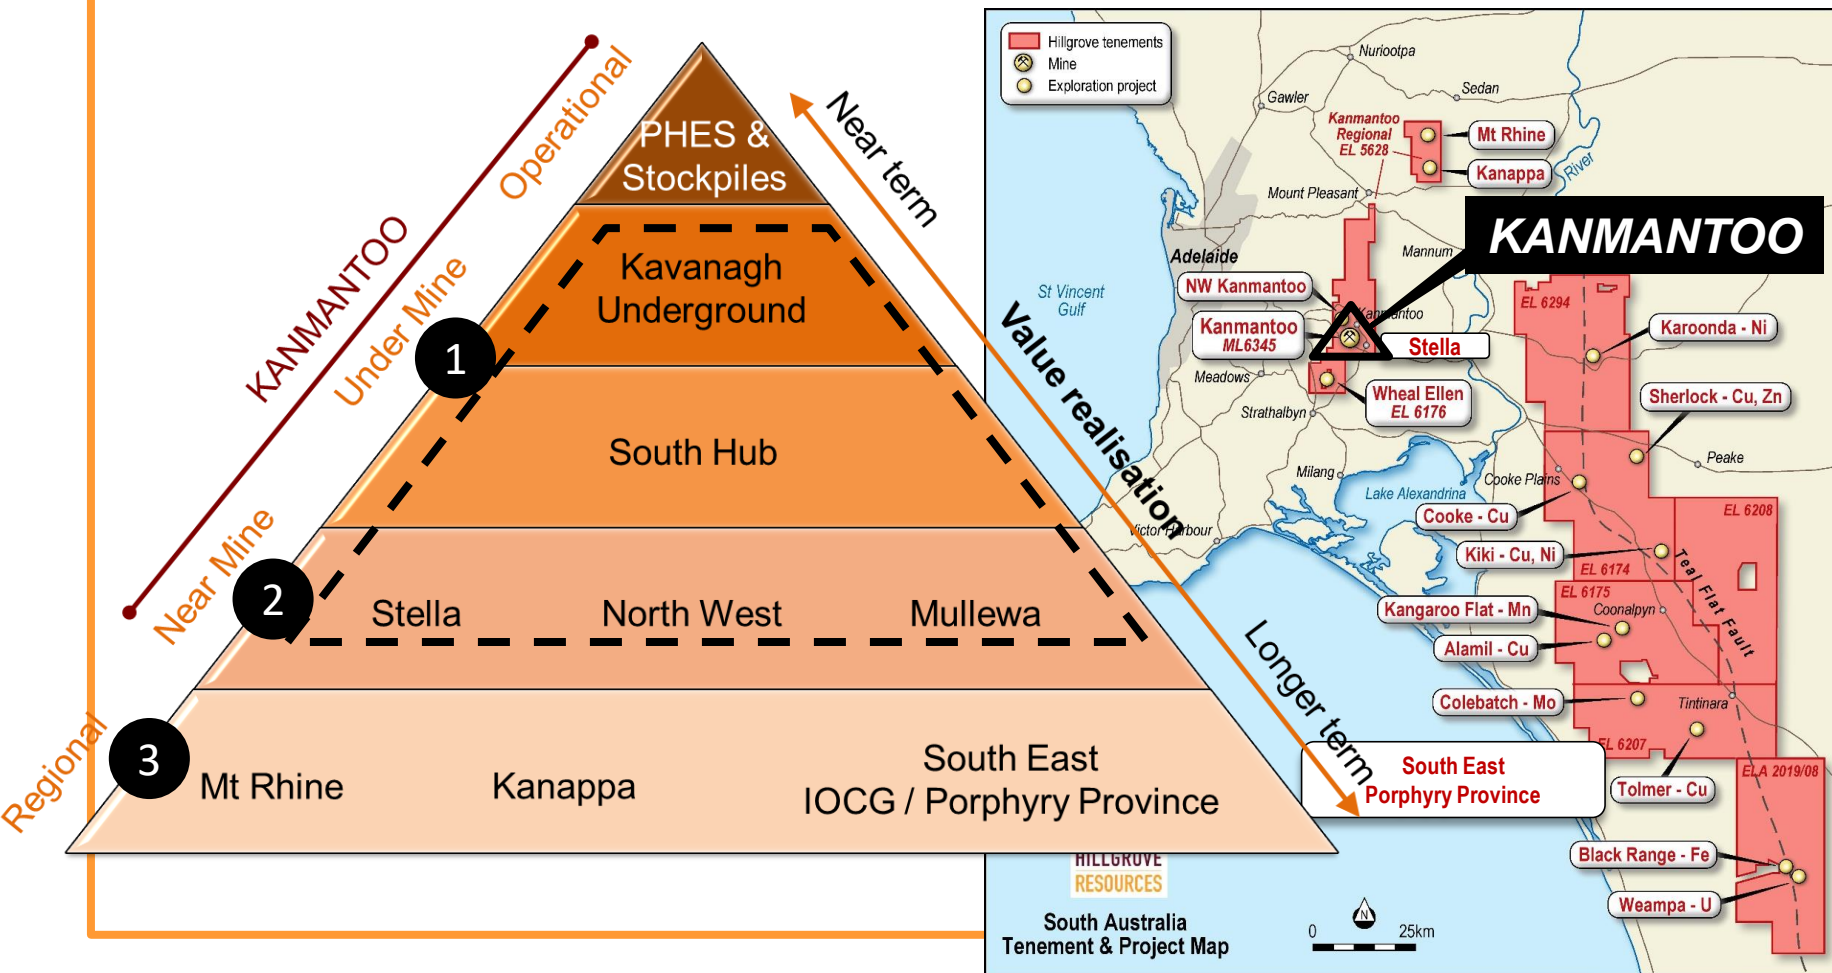 KANMANTOO
Operational
Under Mine
Near Mine
Regional
1
2
3
PHES &
Stockpiles
Kavanagh
Underground
South Hub
Stella
North West
Mullewa
Mt Rhine
Kanappa
South East
IOCG / Porphyry Province
Near term
Value realisation
Longer term
Hillgrove tenements
Mine
Exploration project
Nuriootpa
Sedan
Gawler
Kanmantoo
Regional
EL 5628
Mt Rhine
Kanappa
River
Mount Pleasant
KANMANTOO
Adelaide
Mannum
St Vincent
Gulf
NW Kanmantoo
Kanmantoo
Kanmantoo
ML6345
Stella
EL 6294
Karoonda - Ni
Meadows
Wheal Ellen
EL 6176
Sherlock - Cu, Zn
Strathalbyn
Peake
Milang
Lake Alexandrina
Cooke Plains
Cooke - Cu
EL 6208
Victor Harbour
Kiki - Cu, Ni
EL 6174
Teal Flat Fault
EL 6175
Kangaroo Flat - Mn
Coonalpyn
Alamil - Cu
Colebatch - Mo
Tintinara
EL 6207
South East
Porphyry Province
ELA 2019/08
Tolmer - Cu
Black Range - Fe
Weampa - U
HILLGROVE
RESOURCES
South Australia
Tenement & Project Map
N
0 25km